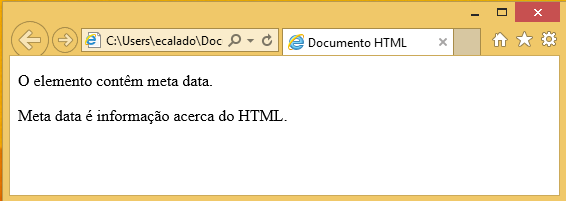 C:\Users\ecalado\Doc
Documento HTML
O elemento contêm meta data.
Meta data é informação acerca do HTML.